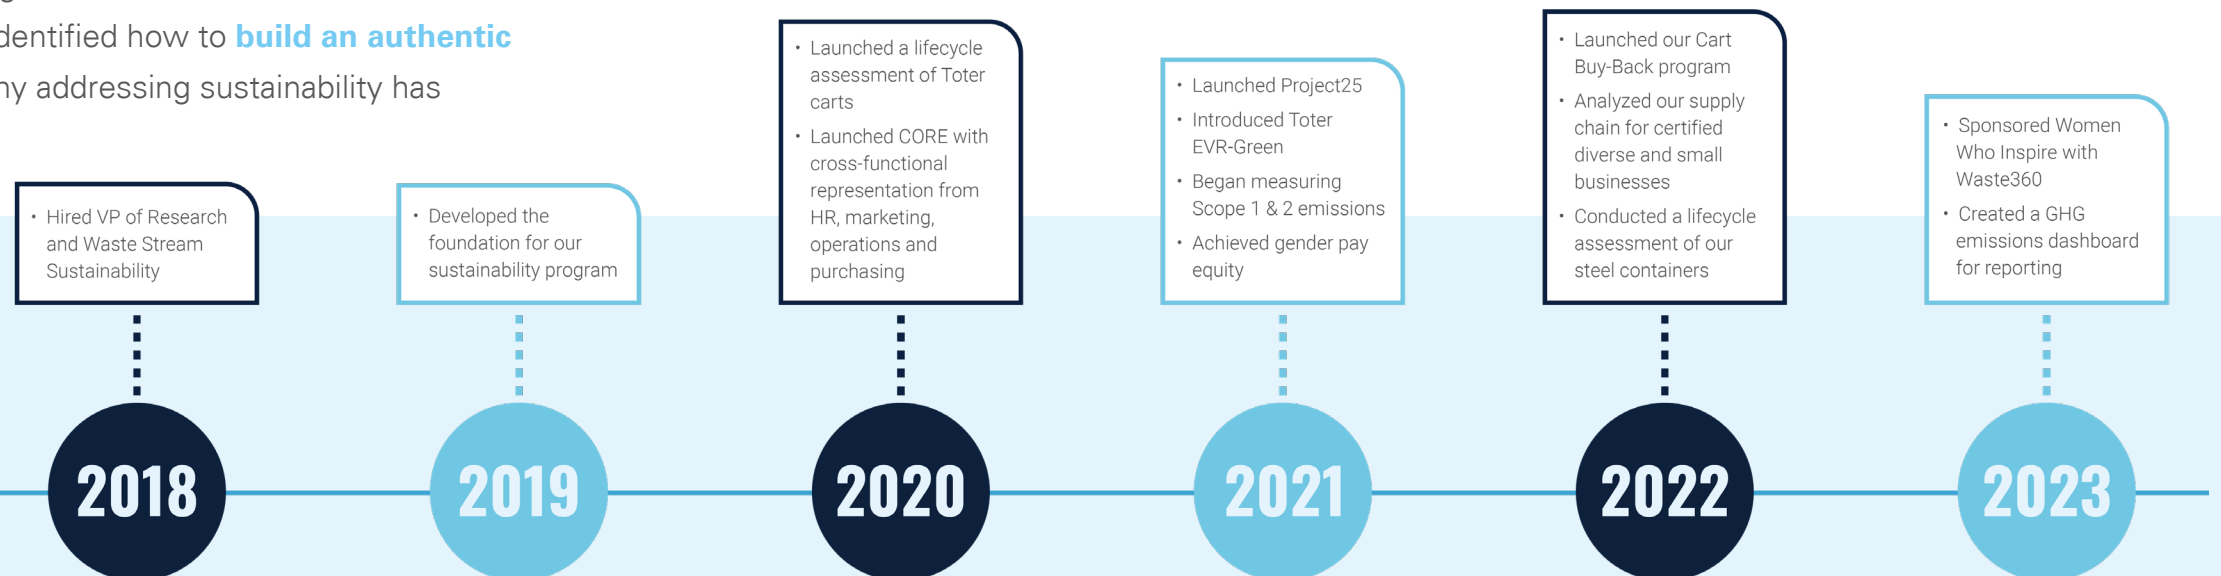 dentified how to build an authentic
ny addressing sustainability has
• Hired VP of Research
and Waste Stream
Sustainability
2018
• Developed the
foundation for our
sustainability program
2019
• Launched a lifecycle
assessment of Toter
carts
• Launched CORE with
cross-functional
representation from
HR, marketing,
operations and
purchasing
2020
• Launched Project25
• Introduced Toter
EVR-Green
• Began measuring
Scope 1 & 2 emissions
• Achieved gender pay
equity
2021
• Launched our Cart
Buy-Back program
• Analyzed our supply
chain for certified
diverse and small
businesses
• Conducted a lifecycle
assessment of our
steel containers
2022
• Sponsored Women
Who Inspire with
Waste360
• Created a GHG
emissions dashboard
for reporting
2023